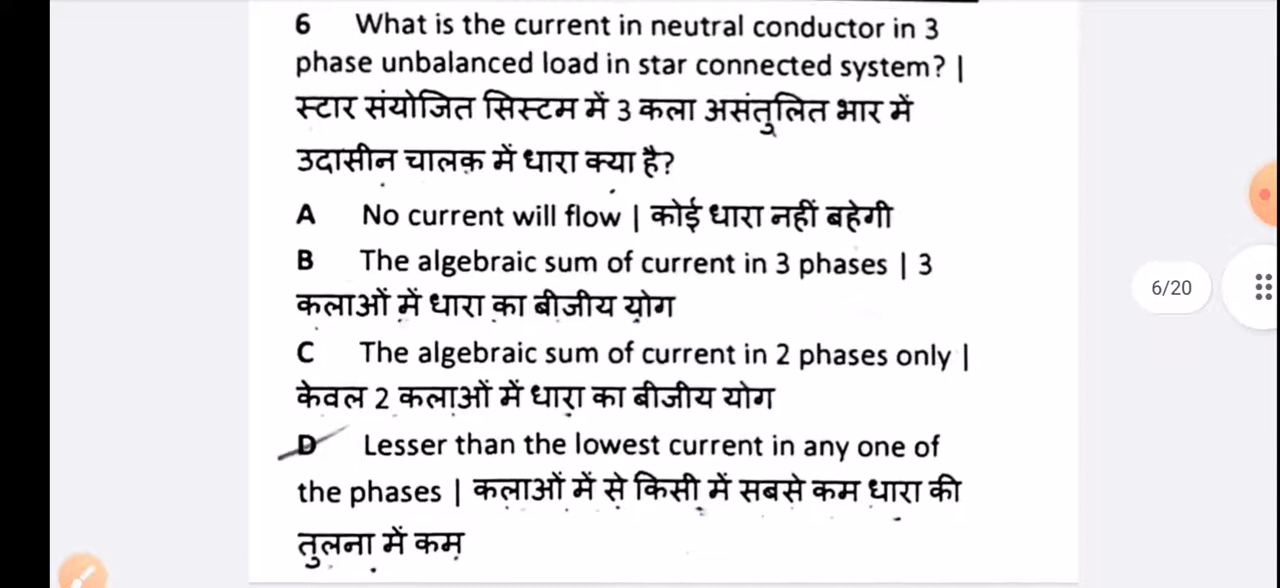 6 What is the current in neutral conductor in 3
phase unbalanced load in star connected system? |
स्टार संयोजित सिस्टम में 3 कला असंतुलित भार में
उदासीन चालक में धारा क्या है?
A No current will flow | कोई धारा नहीं बहेगी
B The algebraic sum of current in 3 phases | 3
कलाओं में धारा का बीजीय योग
6/20
C The algebraic sum of current in 2 phases only |
केवल 2 कलाओं में धारा का बीजीय योग
D Lesser than the lowest current in any one of
the phases | कलाओं में से किसी में सबसे कम धारा की
तुलना में कम